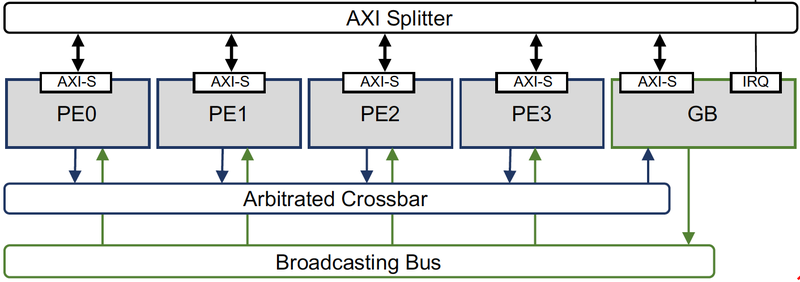 AXI Splitter
AXI-S AXI-S AXI-S AXI-S AXI-S IRQ
PE0 PE1 PE2 PE3 GB
Arbitrated Crossbar
Broadcasting Bus